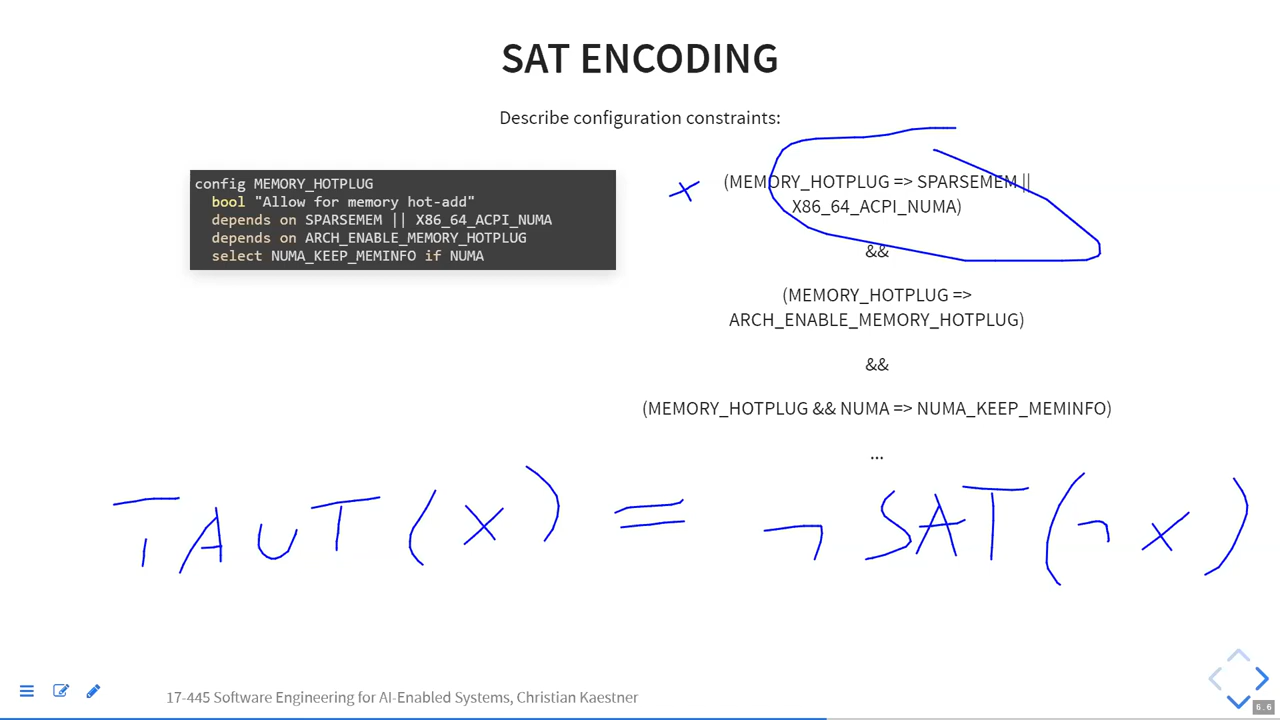 SAT ENCODING
Describe configuration constraints:
config MEMORY_HOTPLUG
bool "Allow for memory hot-add"
depends on SPARSEMEM || X86_64_ACPI_NUMA
depends on ARCH_ENABLE_MEMORY_HOTPLUG
select NUMA_KEEP_MEMINFO if NUMA
x (MEMORY_HOTPLUG => SPARSEMEM ||
X86_64_ACPI_NUMA)
&&
(MEMORY_HOTPLUG =>
ARCH_ENABLE_MEMORY_HOTPLUG)
&&
(MEMORY_HOTPLUG && NUMA => NUMA_KEEP_MEMINFO)
...
TAUT(x) = ¬SAT(¬x)
17-445 Software Engineering for AI-Enabled Systems, Christian Kaestner
6.6